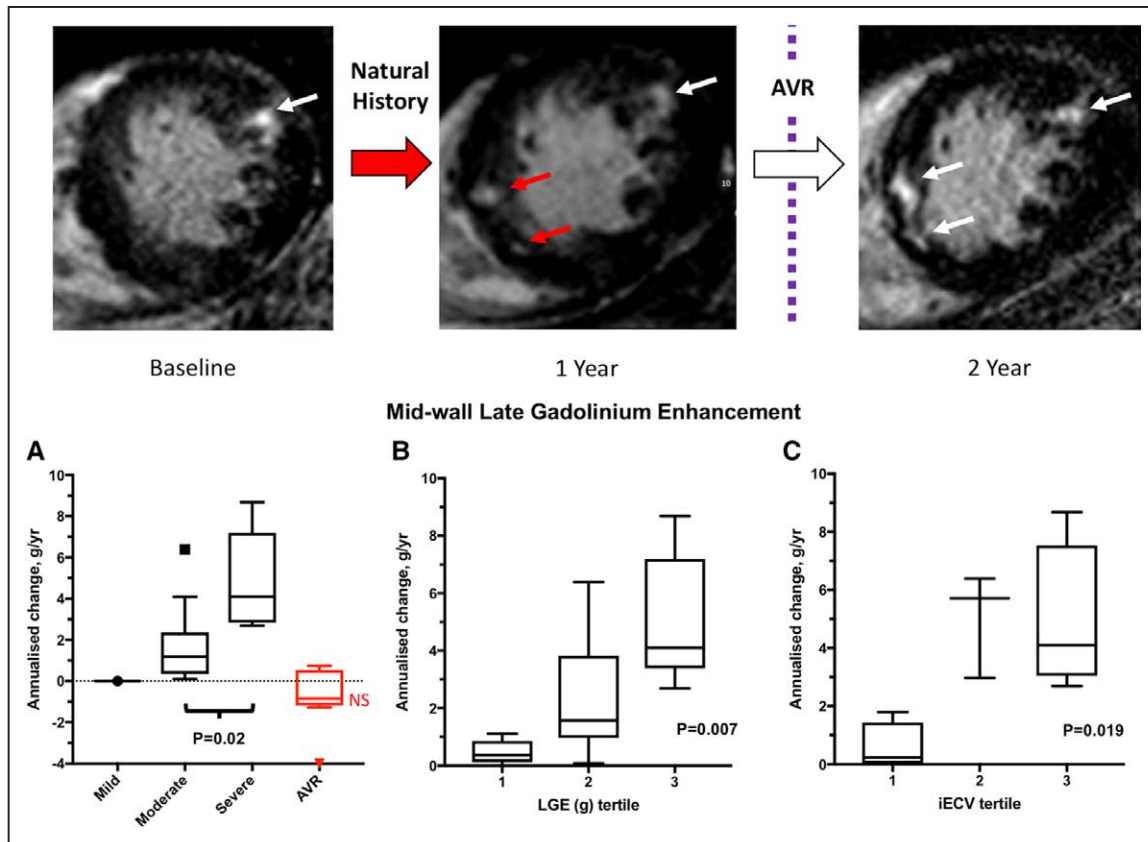 Natural
History
AVR
10
Baseline
1 Year
2 Year
Mid-wall Late Gadolinium Enhancement
A
Annualised change, g/yr
10
8
6
4
2
0
-2
-4
NS
P=0.02
Mild
Moderate
Severe
AVR
B
Annualised change, g/yr
10
8
6
4
2
0
P=0.007
1
2
3
LGE (g) tertile
C
Annualised change, g/yr
10
8
6
4
2
0
P=0.019
1
2
3
iECV tertile